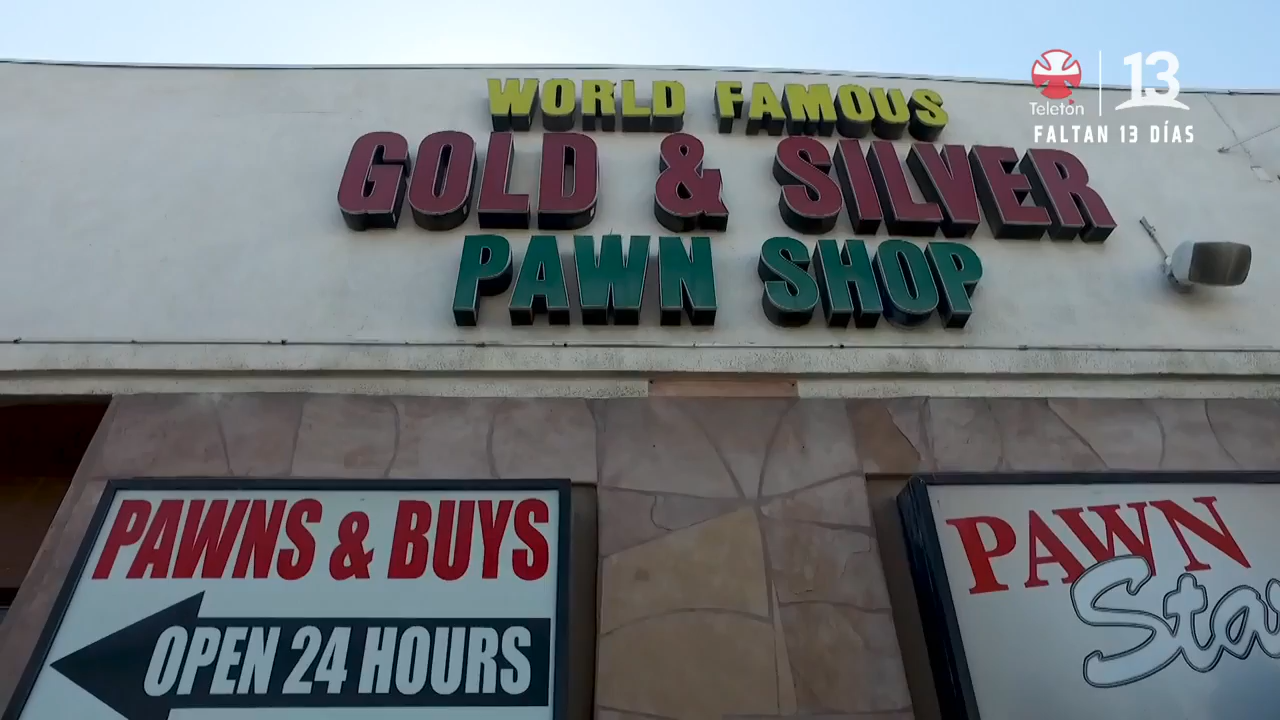 WORLD FAMOUS
GOLD & SILVER
PAWN SHOP
Teletón
13
FALTAN 13 DÍAS
PAWNS & BUYS
OPEN 24 HOURS
PAWN